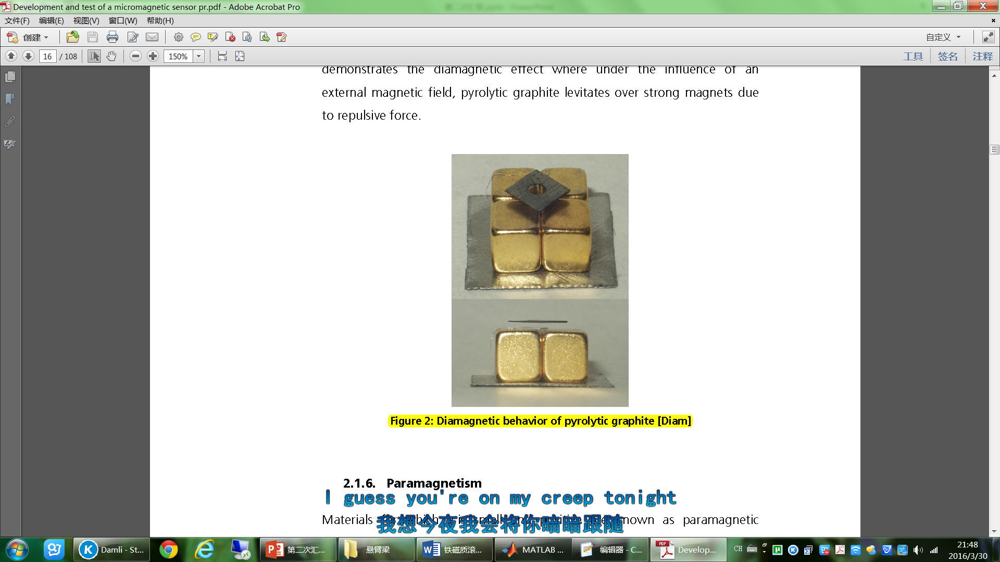 Development and test of a micromagnetic sensor pr.pdf - Adobe Acrobat Pro
文件(F) 编辑(E) 视图(V) 窗口(W) 帮助(H)
创建
自定义
16 / 108
150%
工具 签名 注释
demonstrates the diamagnetic effect where under the influence of an
external magnetic field, pyrolytic graphite levitates over strong magnets due
to repulsive force.
Figure 2: Diamagnetic behavior of pyrolytic graphite [Diam]
2.1.6. Paramagnetism
I guess you're on my creep tonight
Materials known as paramagnetic
我想今夜我会将你暗暗跟随
Damli - St...
第二次汇...
悬臂梁
铁磁质滚...
MATLAB ...
编辑器 - C...
Develop...
CH
21:48
2016/3/30